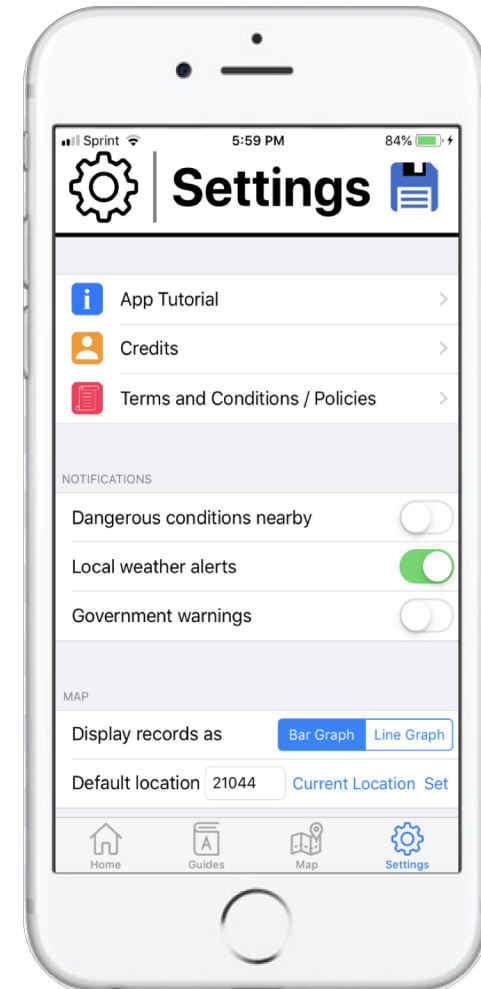 Sprint 5:59 PM 84%
Settings
i App Tutorial
Credits
Terms and Conditions / Policies
NOTIFICATIONS
Dangerous conditions nearby
Local weather alerts
Government warnings
MAP
Display records as Bar Graph Line Graph
Default location 21044 Current Location Set
A
Home Guides Map Settings